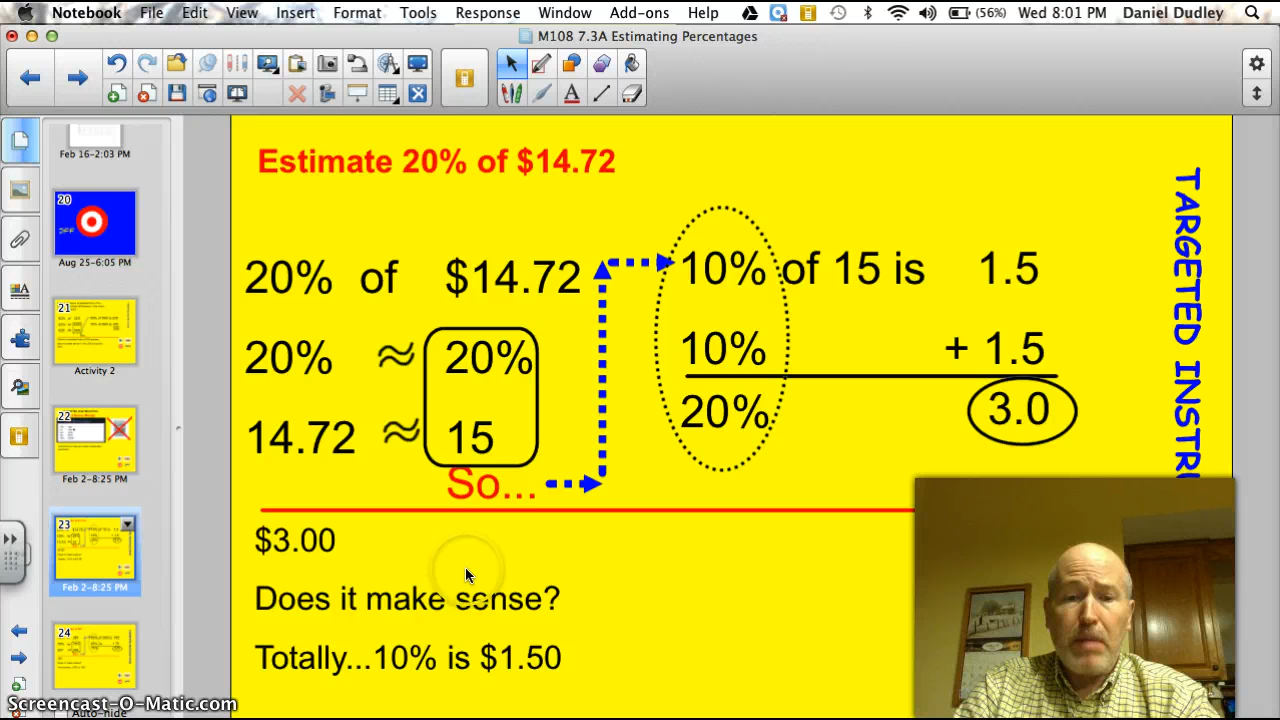 Notebook File Edit View Insert Format Tools Response Window Add-ons Help (56%) Wed 8:01 PM Daniel Dudley
M108 7.3A Estimating Percentages
Feb 16-2:03 PM
20
Aug 25-6:05 PM
21
Activity 2
22
Feb 2-8:25 PM
23
Feb 2-8:25 PM
24
Auto-hide
Estimate 20% of $14.72
20% of $14.72
20% ≈ 20%
14.72 ≈ 15
So...
10% of 15 is 1.5
10% + 1.5
20% 3.0
TARGETED INSTR
$3.00
Does it make sense?
Totally...10% is $1.50
Screencast-O-Matic.com